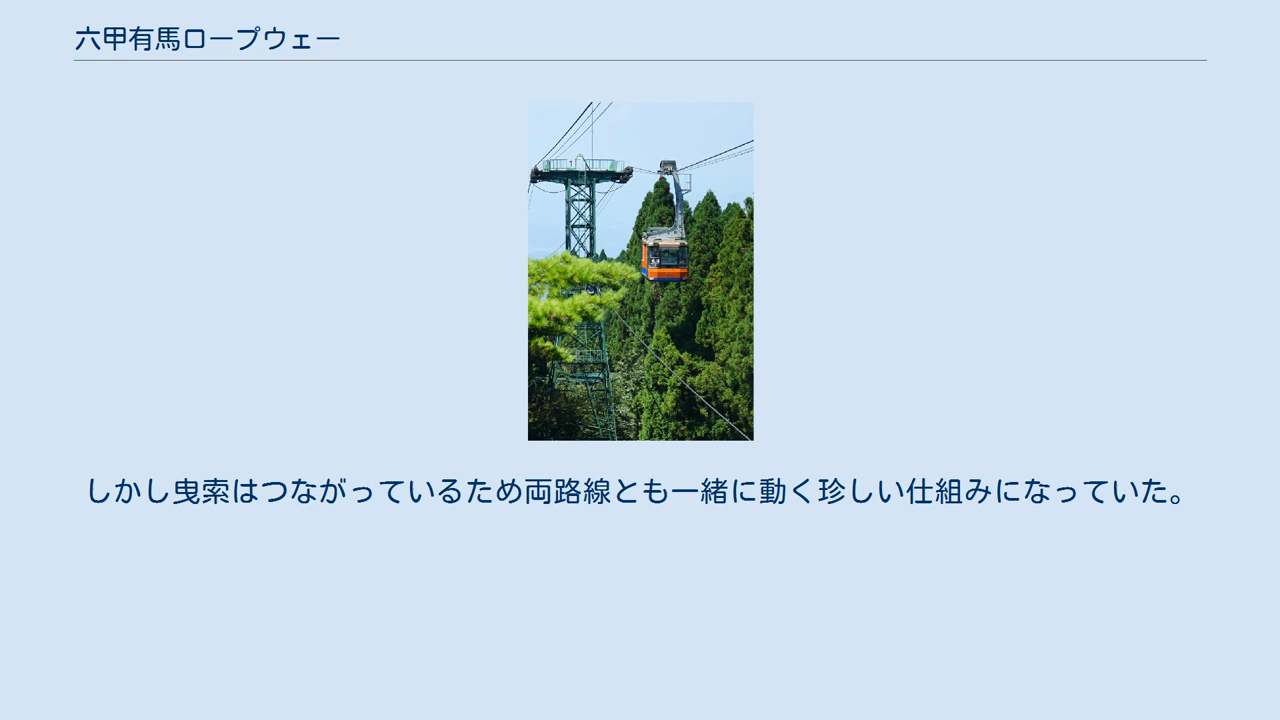 六甲有馬ロープウェー
しかし曳索はつながっているため両路線とも一緒に動く珍しい仕組みになっていた。